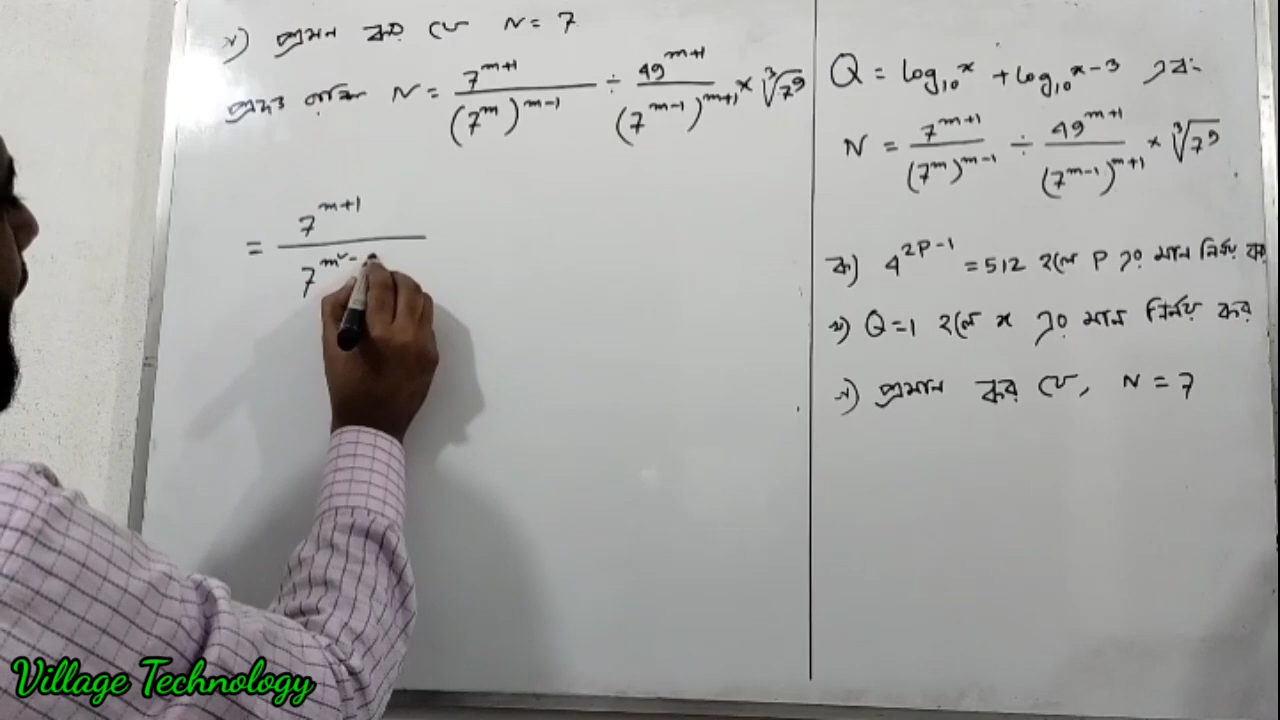 গ) প্রমান কর যে N = 7
প্রদত্ত রাশি N = 7^(m+1) / (7^m)^(m-1) ÷ 49^(m+1) / (7^(m-1))^(m+1) × ∛7^9
= 7^(m+1) / 7^(m²-
Q = log₁₀x + log₁₀x-3 এবং
N = 7^(m+1) / (7^m)^(m-1) ÷ 49^(m+1) / (7^(m-1))^(m+1) × ∛7^9
ক) 4^(2P-1) = 512 হলে P এর মান নির্ণয় কর
খ) Q = 1 হলে x এর মান নির্ণয় কর
গ) প্রমান কর যে, N = 7
Village Technology